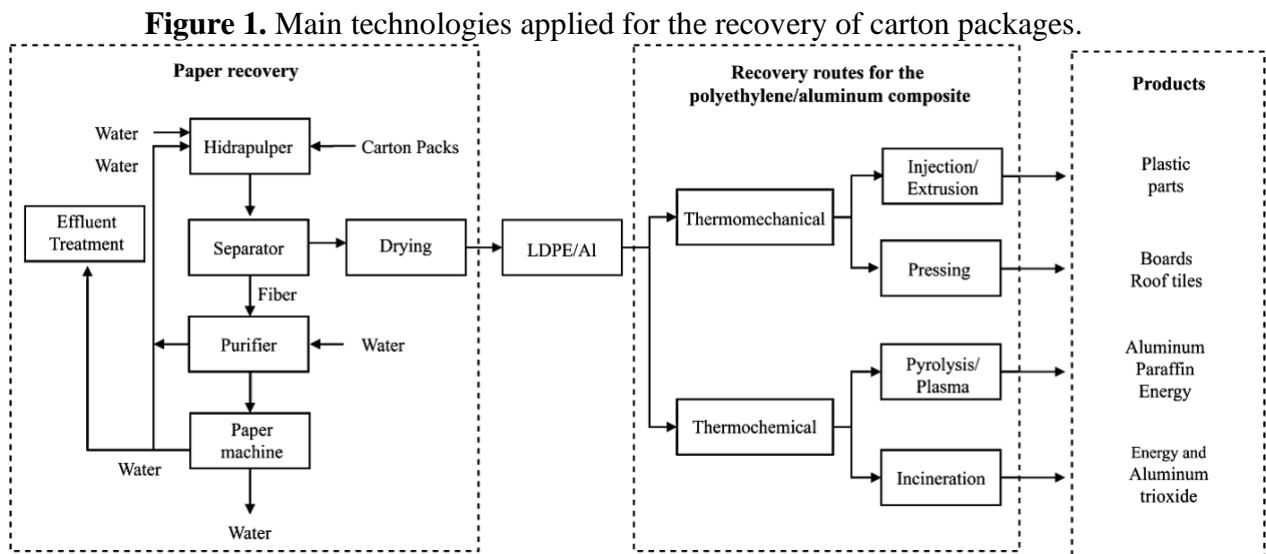 Figure 1. Main technologies applied for the recovery of carton packages.
Paper recovery
Water
Water
Hidrapulper
Carton Packs
Effluent
Treatment
Separator
Drying
Fiber
Purifier
Water
Paper
machine
Water
Water
LDPE/Al
Recovery routes for the
polyethylene/aluminum composite
Thermomechanical
Injection/
Extrusion
Pressing
Thermochemical
Pyrolysis/
Plasma
Incineration
Products
Plastic
parts
Boards
Roof tiles
Aluminum
Paraffin
Energy
Energy and
Aluminum
trioxide